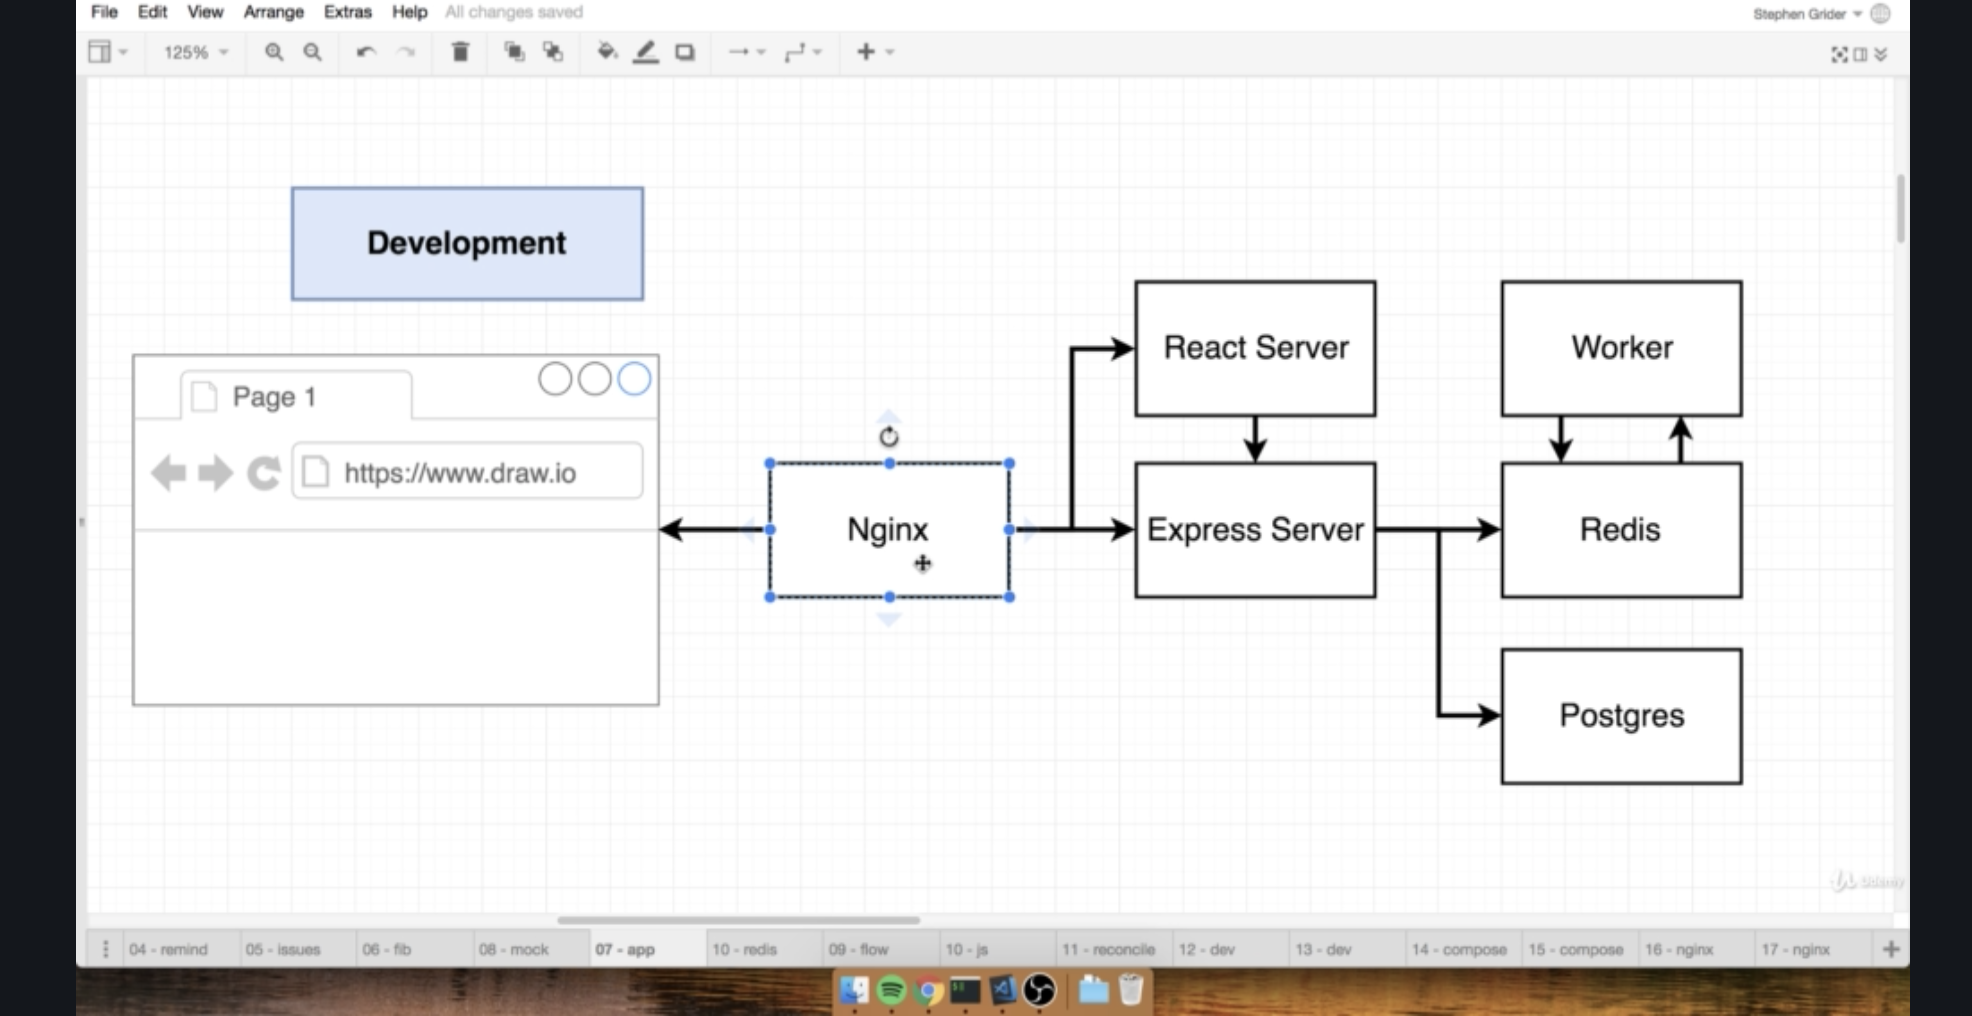 File Edit View Arrange Extras Help All changes saved
Stephen Grider
125%
Development
Page 1
https://www.draw.io
Nginx
React Server
Express Server
Worker
Redis
Postgres
Udemy
04 - remind
05 - issues
06 - fib
08 - mock
07 - app
10 - redis
09 - flow
10 - js
11 - reconcile
12 - dev
13 - dev
14 - compose
15 - compose
16 - nginx
17 - nginx